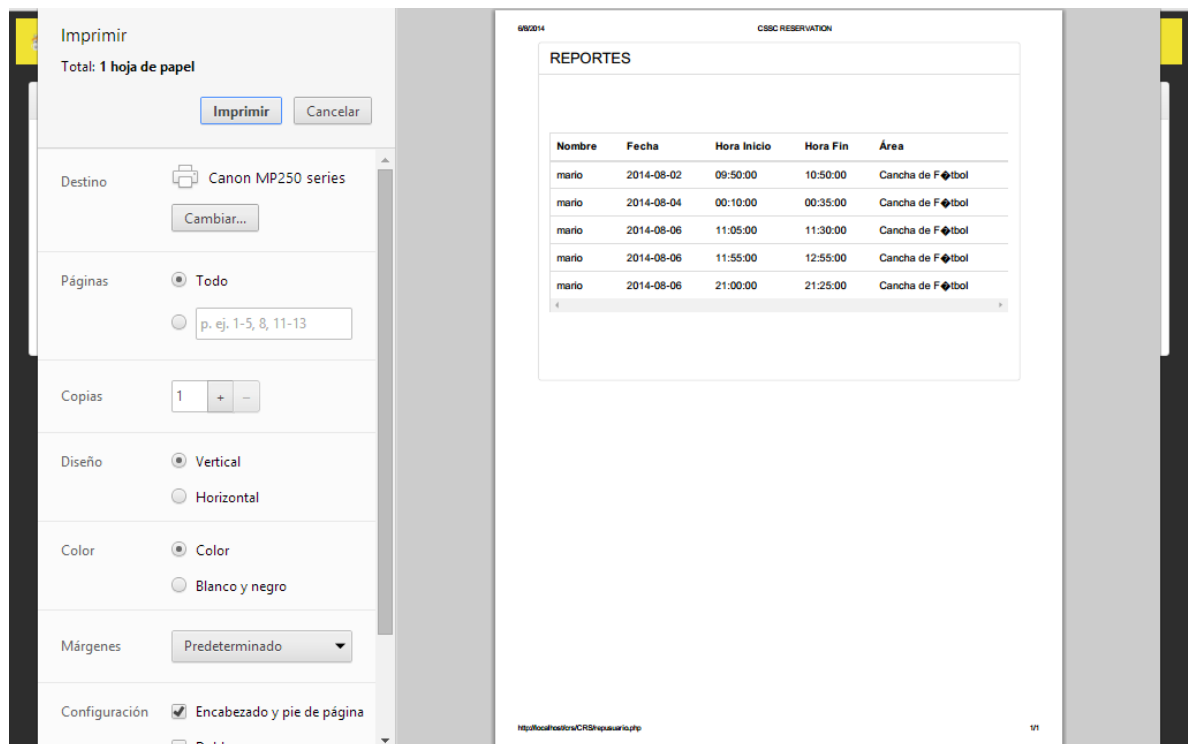 Imprimir
Total: 1 hoja de papel
Imprimir Cancelar
Destino Canon MP250 series
Cambiar...
Páginas Todo
p. ej. 1-5, 8, 11-13
Copias 1 + –
Diseño Vertical
Horizontal
Color Color
Blanco y negro
Márgenes Predeterminado
Configuración Encabezado y pie de página
6/8/2014 CSSC RESERVATION
REPORTES
Nombre Fecha Hora Inicio Hora Fin Área
mario 2014-08-02 09:50:00 10:50:00 Cancha de F�tbol
mario 2014-08-04 00:10:00 00:35:00 Cancha de F�tbol
mario 2014-08-06 11:05:00 11:30:00 Cancha de F�tbol
mario 2014-08-06 11:55:00 12:55:00 Cancha de F�tbol
mario 2014-08-06 21:00:00 21:25:00 Cancha de F�tbol
http://localhost/crs/CRS/repusuario.php 1/1